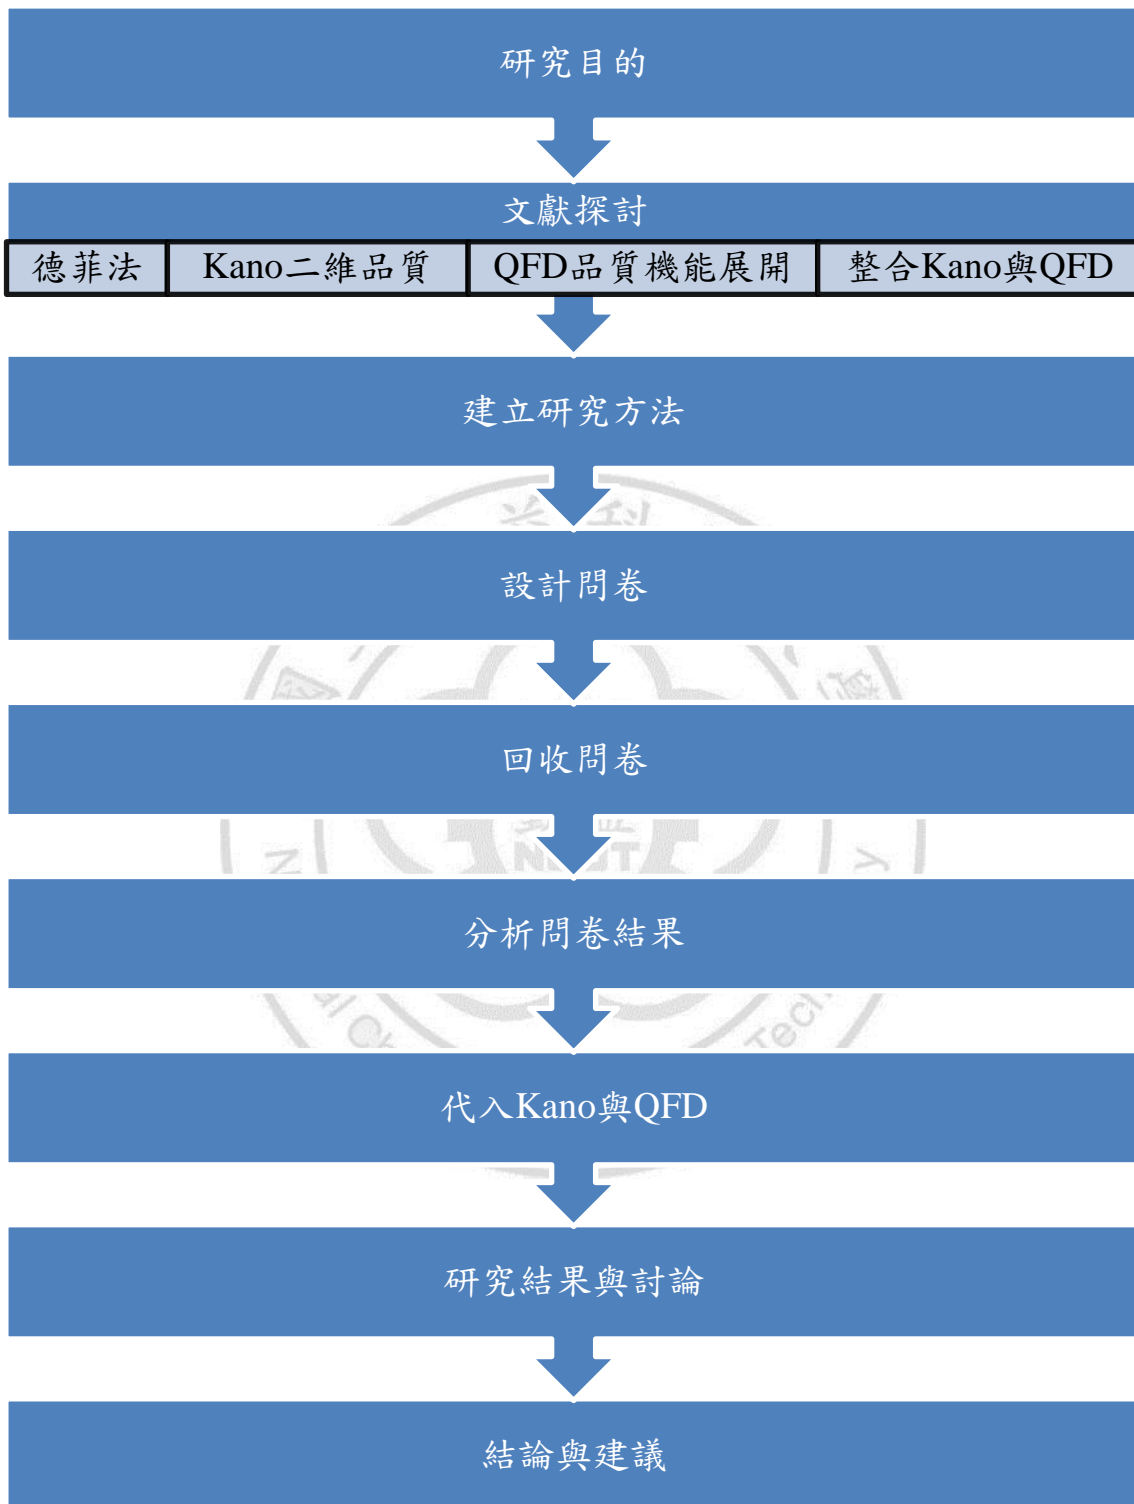 研究目的
文獻探討
德菲法 Kano二維品質 QFD品質機能展開 整合Kano與QFD
建立研究方法
設計問卷
回收問卷
分析問卷結果
代入Kano與QFD
研究結果與討論
結論與建議